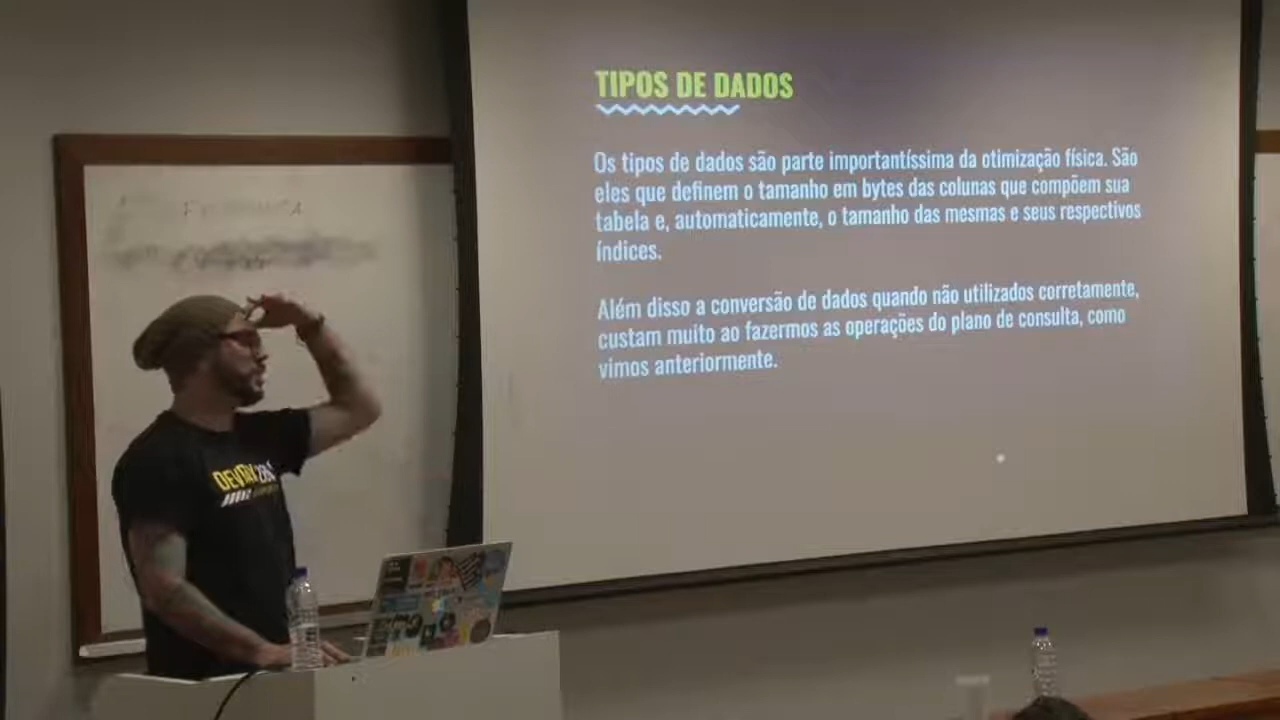 TIPOS DE DADOS
Os tipos de dados são parte importantíssima da otimização física. São
eles que definem o tamanho em bytes das colunas que compõem sua
tabela e, automaticamente, o tamanho das mesmas e seus respectivos
índices.
Além disso a conversão de dados quando não utilizados corretamente,
custam muito ao fazermos as operações do plano de consulta, como
vimos anteriormente.